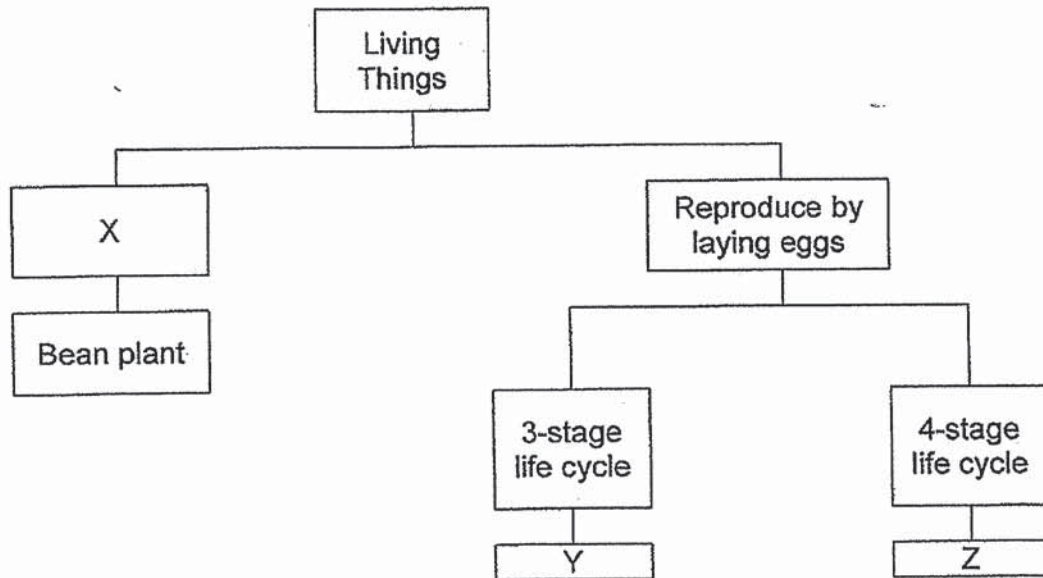 Living
Things
X
Reproduce by
laying eggs
Bean plant
3-stage
life cycle
4-stage
life cycle
Y
Z